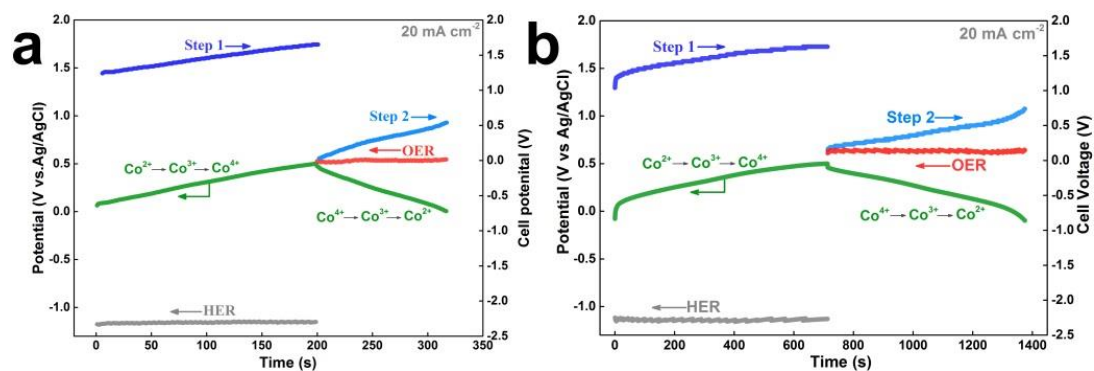 a
20 mA cm-2
Step 1
Step 2
OER
Co2+→Co3+→Co4+
Co4+→Co3+→Co2+
HER
Potential (V vs.Ag/AgCl)
2.0
1.5
1.0
0.5
0.0
-0.5
-1.0
Cell potenital (V)
2.0
1.5
1.0
0.5
0.0
-0.5
-1.0
-1.5
-2.0
-2.5
0 50 100 150 200 250 300 350
Time (s)
b
20 mA cm-2
Step 1
Step 2
OER
Co2+→Co3+→Co4+
Co4+→Co3+→Co2+
HER
Potential (V vs Ag/AgCl)
2.0
1.5
1.0
0.5
0.0
-0.5
-1.0
Cell Voltage (V)
2.0
1.5
1.0
0.5
0.0
-0.5
-1.0
-1.5
-2.0
-2.5
0 200 400 600 800 1000 1200 1400
Time (s)